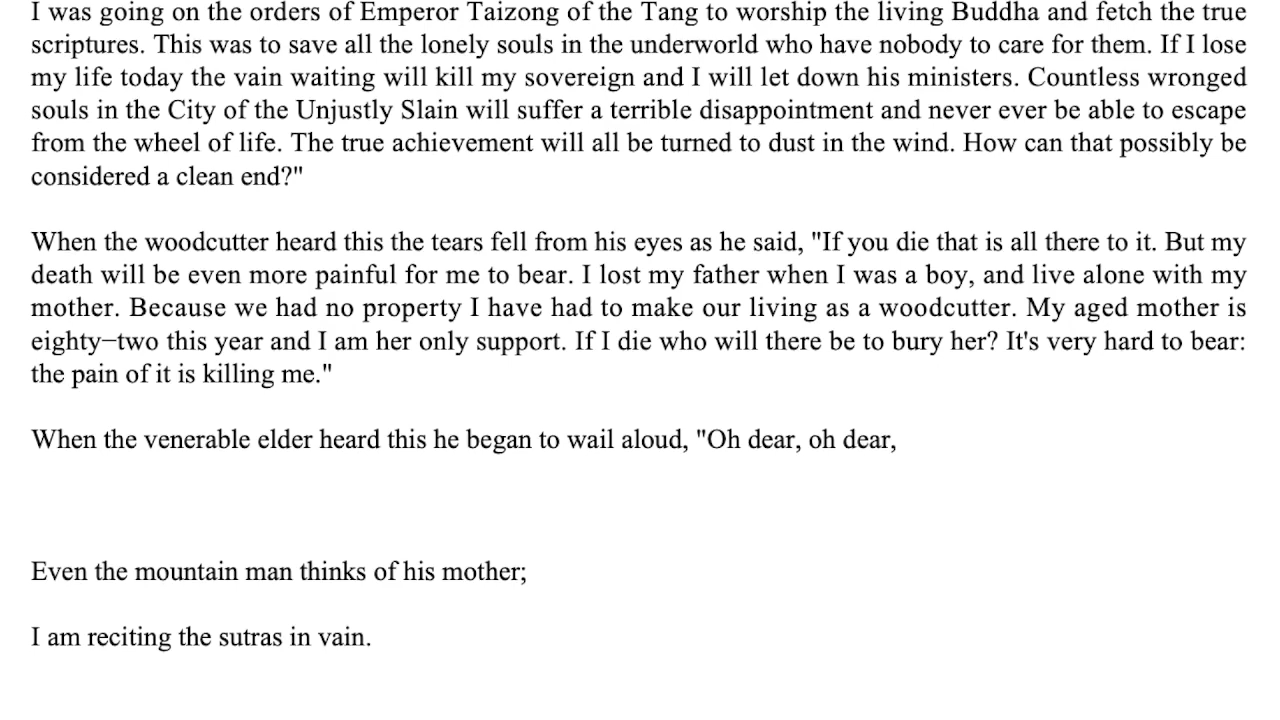 I was going on the orders of Emperor Taizong of the Tang to worship the living Buddha and fetch the true
scriptures. This was to save all the lonely souls in the underworld who have nobody to care for them. If I lose
my life today the vain waiting will kill my sovereign and I will let down his ministers. Countless wronged
souls in the City of the Unjustly Slain will suffer a terrible disappointment and never ever be able to escape
from the wheel of life. The true achievement will all be turned to dust in the wind. How can that possibly be
considered a clean end?"
When the woodcutter heard this the tears fell from his eyes as he said, "If you die that is all there to it. But my
death will be even more painful for me to bear. I lost my father when I was a boy, and live alone with my
mother. Because we had no property I have had to make our living as a woodcutter. My aged mother is
eighty−two this year and I am her only support. If I die who will there be to bury her? It's very hard to bear:
the pain of it is killing me."
When the venerable elder heard this he began to wail aloud, "Oh dear, oh dear,
Even the mountain man thinks of his mother;
I am reciting the sutras in vain.